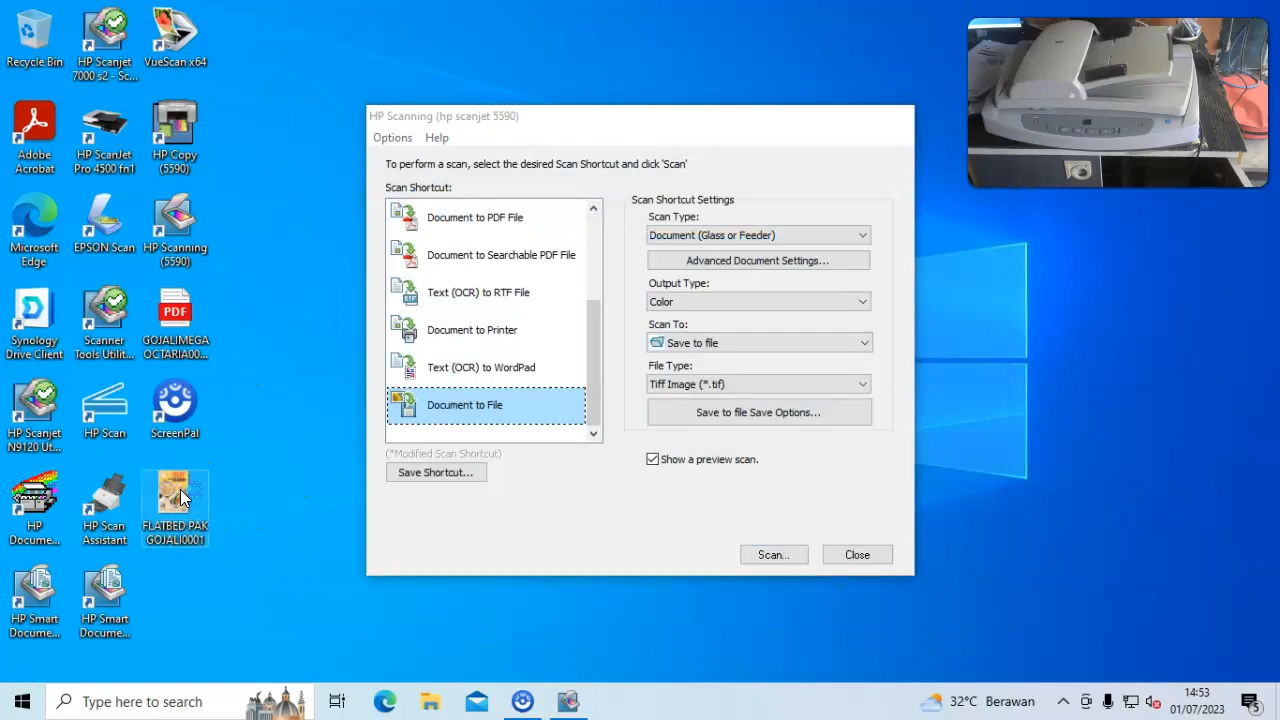 Recycle Bin
HP Scanjet
7000 s2 - Sc...
VueScan x64
Adobe
Acrobat
HP ScanJet
Pro 4500 fn1
HP Copy
(5590)
Microsoft
Edge
EPSON Scan
HP Scanning
(5590)
Synology
Drive Client
Scanner
Tools Utilit...
PDF
GOJALIMEGA
OCTARIA00...
HP Scanjet
N9120 Ut...
HP Scan
ScreenPal
HP
Docume...
HP Scan
Assistant
FLATBED PAK
GOJALI0001
HP Smart
Docume...
HP Smart
Docume...
HP Scanning (hp scanjet 5590)
Options Help
To perform a scan, select the desired Scan Shortcut and click 'Scan'
Scan Shortcut:
Document to PDF File
Document to Searchable PDF File
Text (OCR) to RTF File
Document to Printer
Text (OCR) to WordPad
Document to File
(*Modified Scan Shortcut)
Save Shortcut...
Scan Shortcut Settings
Scan Type:
Document (Glass or Feeder)
Advanced Document Settings...
Output Type:
Color
Scan To:
Save to file
File Type:
Tiff Image (*.tif)
Save to file Save Options...
Show a preview scan.
Scan...
Close
Type here to search
32°C Berawan
14:53
01/07/2023
5